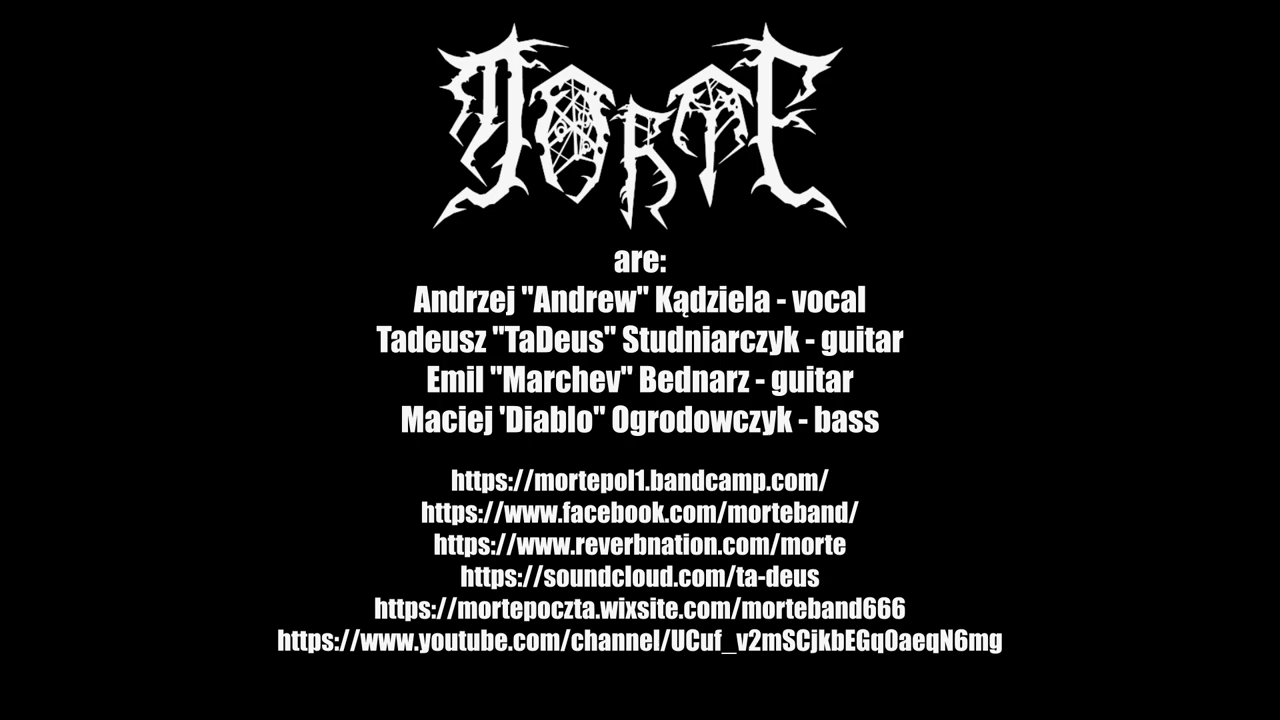 MORTE
are:
Andrzej "Andrew" Kądziela - vocal
Tadeusz "TaDeus" Studniarczyk - guitar
Emil "Marchev" Bednarz - guitar
Maciej 'Diablo" Ogrodowczyk - bass
https://mortepol1.bandcamp.com/
https://www.facebook.com/morteband/
https://www.reverbnation.com/morte
https://soundcloud.com/ta-deus
https://mortepoczta.wixsite.com/morteband666
https://www.youtube.com/channel/UCuf_v2mSCjkbEGq0aeqN6mg